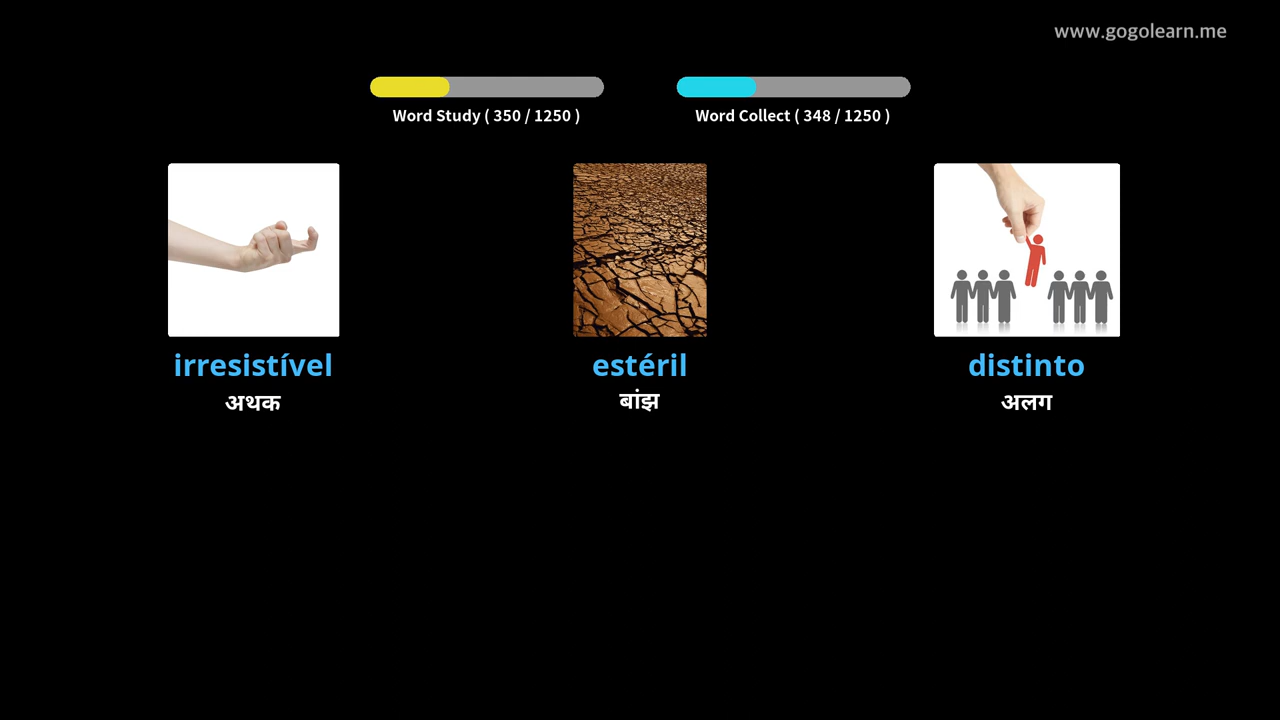 www.gogolearn.me
Word Study ( 350 / 1250 )
Word Collect ( 348 / 1250 )
irresistível
estéril
distinto
अथक
बांझ
अलग